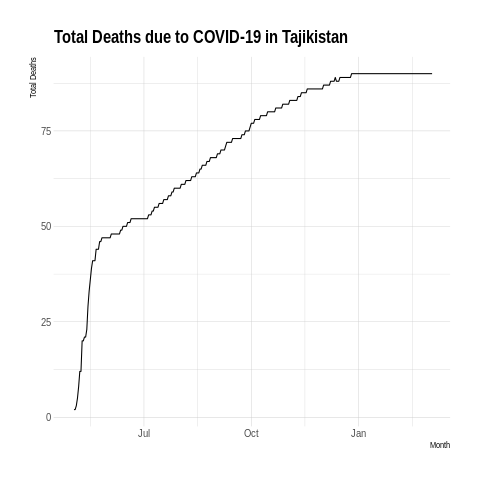 Total Deaths due to COVID-19 in Tajikistan
Total Deaths
75
50
25
0
Jul Oct Jan
Month